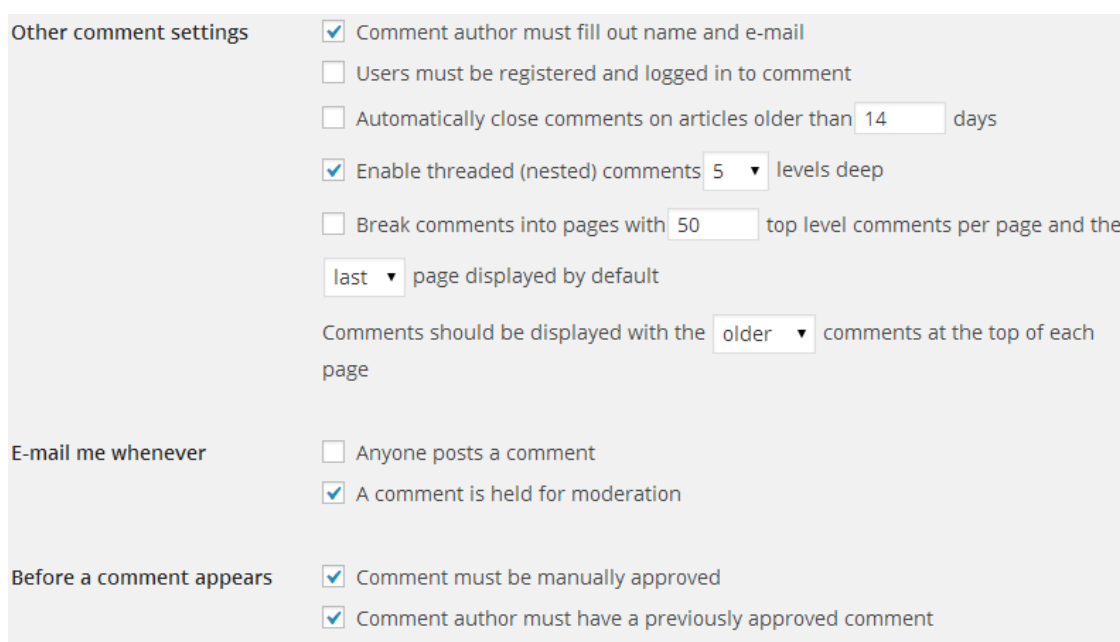 Other comment settings Comment author must fill out name and e-mail
Users must be registered and logged in to comment
Automatically close comments on articles older than 14 days
Enable threaded (nested) comments 5 levels deep
Break comments into pages with 50 top level comments per page and the
last page displayed by default
Comments should be displayed with the older comments at the top of each
page
E-mail me whenever Anyone posts a comment
A comment is held for moderation
Before a comment appears Comment must be manually approved
Comment author must have a previously approved comment